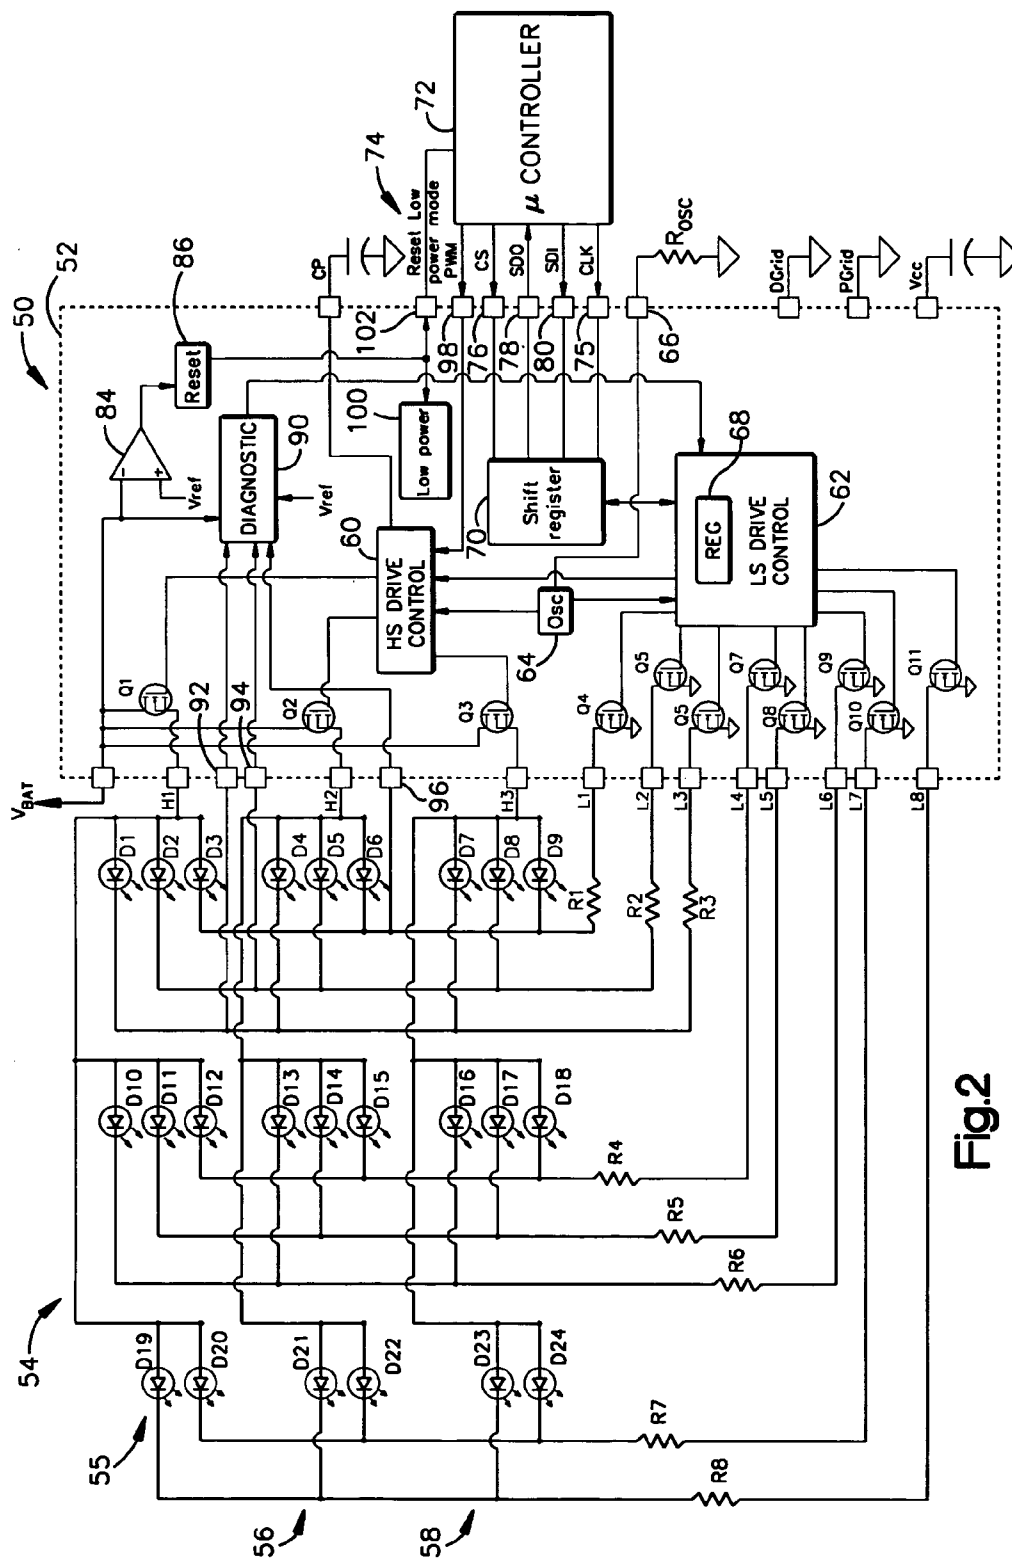 50
52
54
55
56
58
V_BAT
84
86
Reset
Vref
DIAGNOSTIC
90
Vref
CP
102
Reset Low
power mode
74
72
µ CONTROLLER
PWM
CS
SDO
SDI
CLK
98
76
78
80
75
66
R_OSC
DGrid
PGrid
Vcc
100
Low power
60
HS DRIVE
CONTROL
70
Shift
register
64
Osc
68
REG
LS DRIVE
CONTROL
62
Q1
92
94
Q2
96
Q3
Q4
Q5
Q5
Q7
Q8
Q9
Q10
Q11
H1
H2
H3
L1
L2
L3
L4
L5
L6
L7
L8
D1
D2
D3
D4
D5
D6
D7
D8
D9
R1
R2
R3
D10
D11
D12
D13
D14
D15
D16
D17
D18
R4
R5
R6
D19
D20
D21
D22
D23
D24
R7
R8
Fig.2